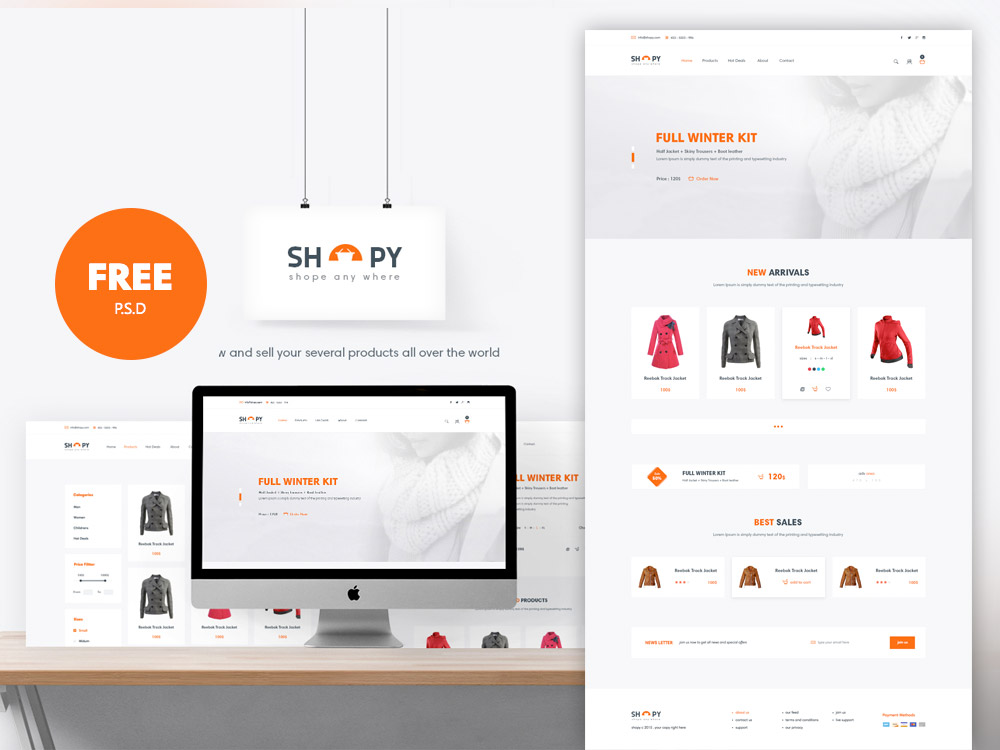 FREE
P.S.D
SH PY
shope any where
w and sell your several products all over the world
SH PY
Home
Products
Hot Deals
About
Categories
Men
Women
Childrens
Hot Deals
Price Filter
From
To
Reebok Track Jacket
100$
Reebok Track Jacket
Reebok Track Jacket
Reebok Track Jacket
Size
Small
Medium
SH PY
FULL WINTER KIT
Half Jacket + Skiny Trousers + Boot leather
Lorem Ipsum is simply dummy text of the printing and typesetting industry
Price : 120$
Order Now
Contact
LL WINTER KIT
PRODUCTS
SH PY
Home
Products
Hot Deals
About
Contact
FULL WINTER KIT
Half Jacket + Skiny Trousers + Boot leather
Lorem Ipsum is simply dummy text of the printing and typesetting industry
Price : 120$
Order Now
NEW ARRIVALS
Lorem Ipsum is simply dummy text of the printing and typesetting industry
Reebok Track Jacket
100$
Reebok Track Jacket
100$
Reebok Track Jacket
size : s - m - l - xl
Reebok Track Jacket
100$
50%
FULL WINTER KIT
Half Jacket + Skiny Trousers + Boot leather
120$
BEST SALES
Lorem Ipsum is simply dummy text of the printing and typesetting industry
Reebok Track Jacket
100$
Reebok Track Jacket
add to cart
Reebok Track Jacket
100$
NEWS LETTER
join us now to get all news and special offers
type your email here
join us
SH PY
shopy c 2015 - your copy right here
about us
contact us
support
our feed
terms and conditions
our privacy
join us
live support
Payment Methods